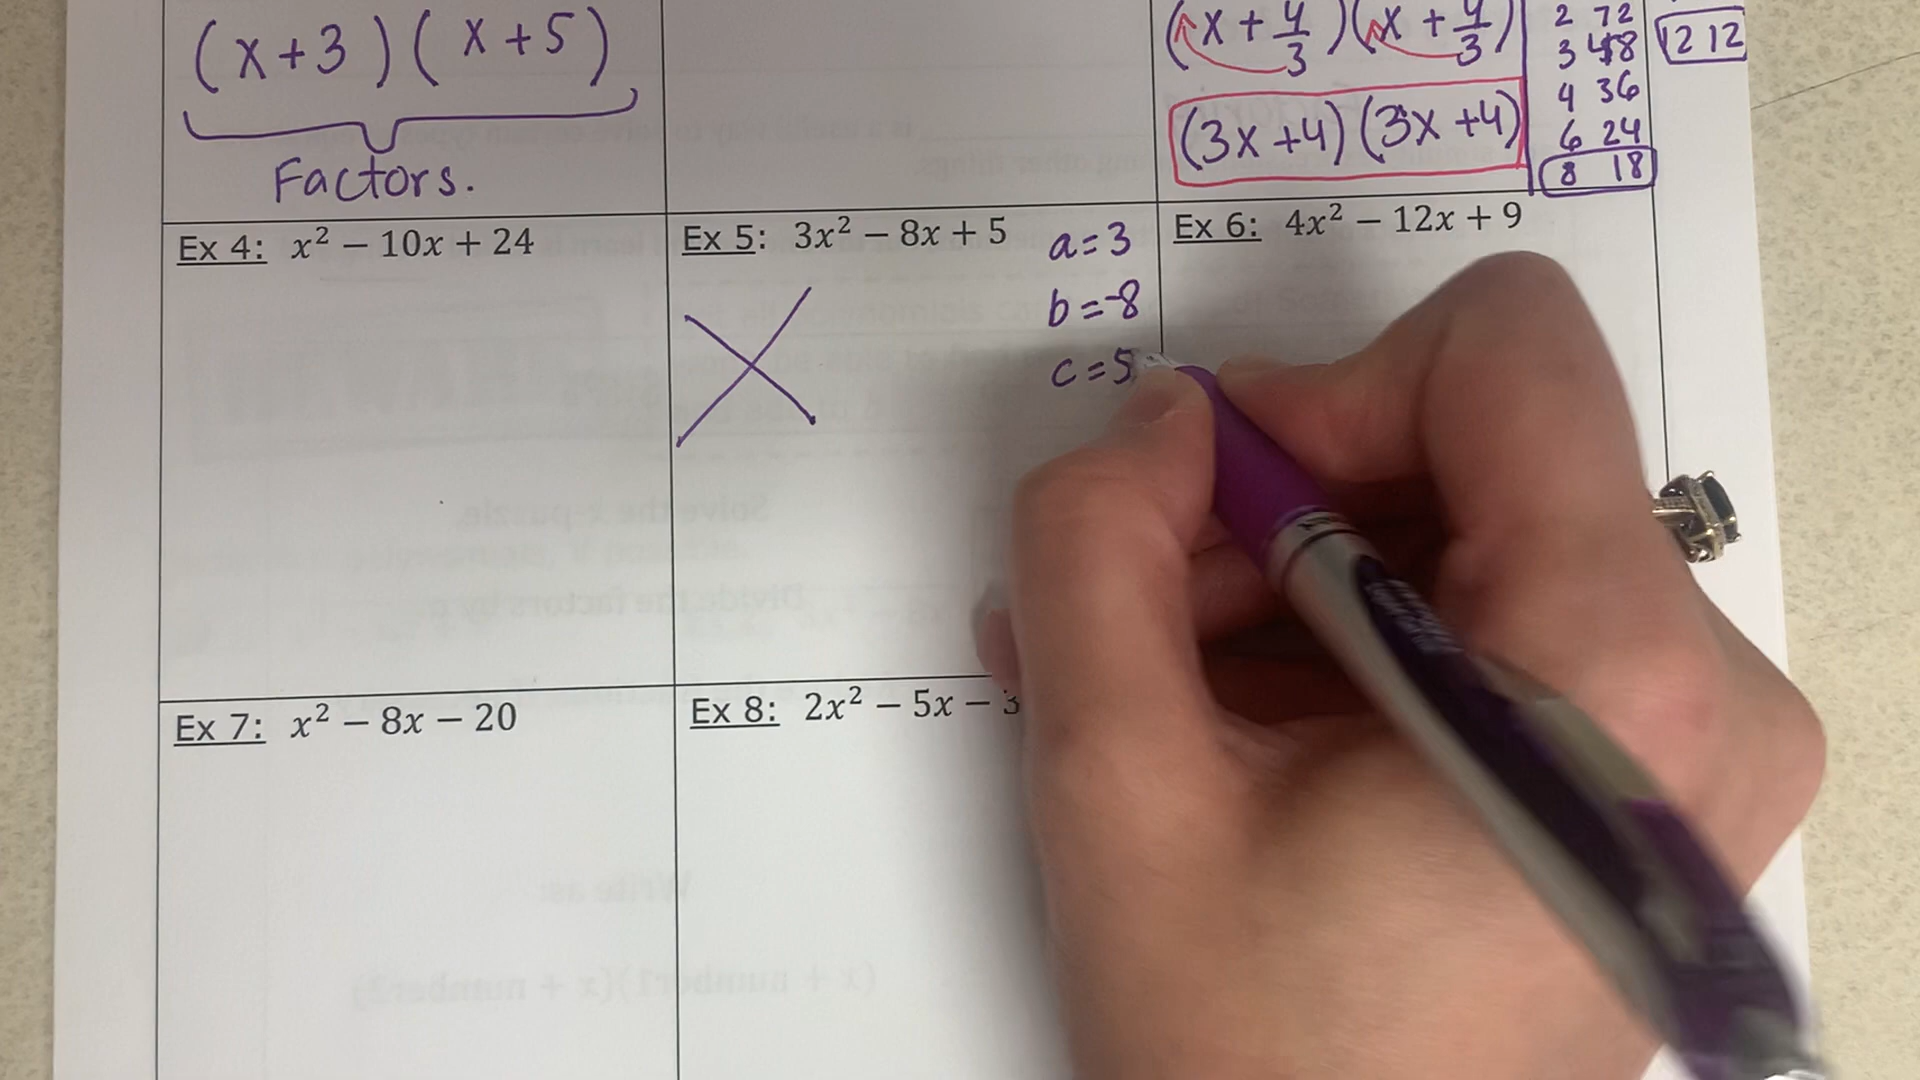 (x+3)(x+5)
Factors.
(x + 4/3)(x + 4/3)
(3x+4)(3x+4)
2 72
3 48
4 36
6 24
8 18
12 12
Ex 4: x² − 10x + 24
Ex 5: 3x² − 8x + 5
a=3
b=-8
c=5
Ex 6: 4x² − 12x + 9
Ex 7: x² − 8x − 20
Ex 8: 2x² − 5x − 3